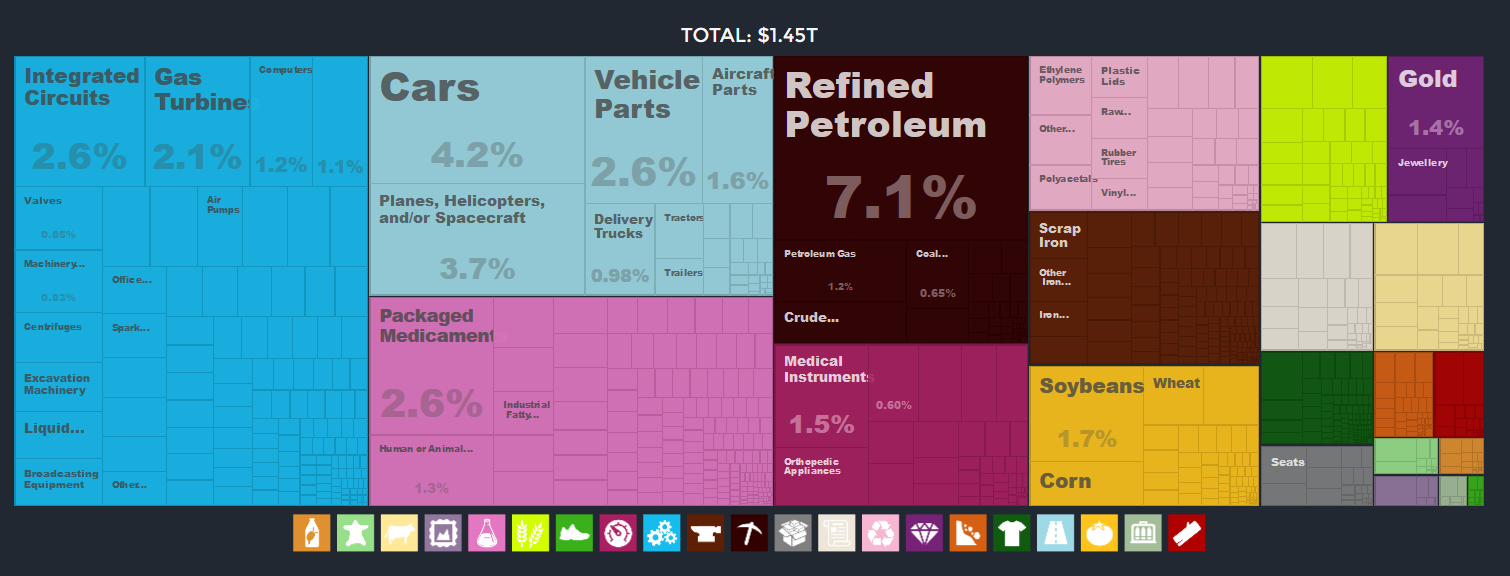 TOTAL: $1.45T
Integrated
Circuits
2.6%
Gas
Turbines
2.1%
Computers
1.2%
1.1%
Valves
0.85%
Air
Pumps
Machinery...
0.83%
Office...
Centrifuges
Spark...
Excavation
Machinery
Liquid...
Broadcasting
Equipment
Other...
Cars
4.2%
Vehicle
Parts
2.6%
Aircraft
Parts
1.6%
Planes, Helicopters,
and/or Spacecraft
3.7%
Delivery
Trucks
0.98%
Tractors
Trailers
Packaged
Medicament
2.6%
Industrial
Fatty...
Human or Animal...
1.3%
Refined
Petroleum
7.1%
Petroleum Gas
1.2%
Coal...
0.65%
Crude...
Medical
Instruments
1.5%
0.60%
Orthopedic
Appliances
Ethylene
Polymers
Plastic
Lids
Other...
Raw...
Rubber
Tires
Polyacetals
Vinyl...
Scrap
Iron
Other
Iron...
Iron...
Soybeans
1.7%
Wheat
Corn
Gold
1.4%
Jewellery
Seats